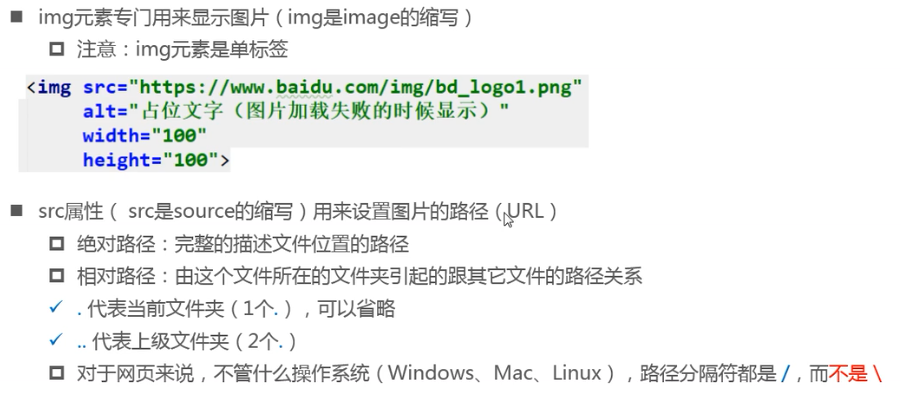 img元素专门用来显示图片（img是image的缩写）
注意：img元素是单标签
<img src="https://www.baidu.com/img/bd_logo1.png"
alt="占位文字（图片加载失败的时候显示）"
width="100"
height="100">
src属性（ src是source的缩写）用来设置图片的路径（URL）
绝对路径：完整的描述文件位置的路径
相对路径：由这个文件所在的文件夹引起的跟其它文件的路径关系
. 代表当前文件夹（1个.），可以省略
.. 代表上级文件夹（2个.）
对于网页来说，不管什么操作系统（Windows、Mac、Linux），路径分隔符都是 /，而不是 \